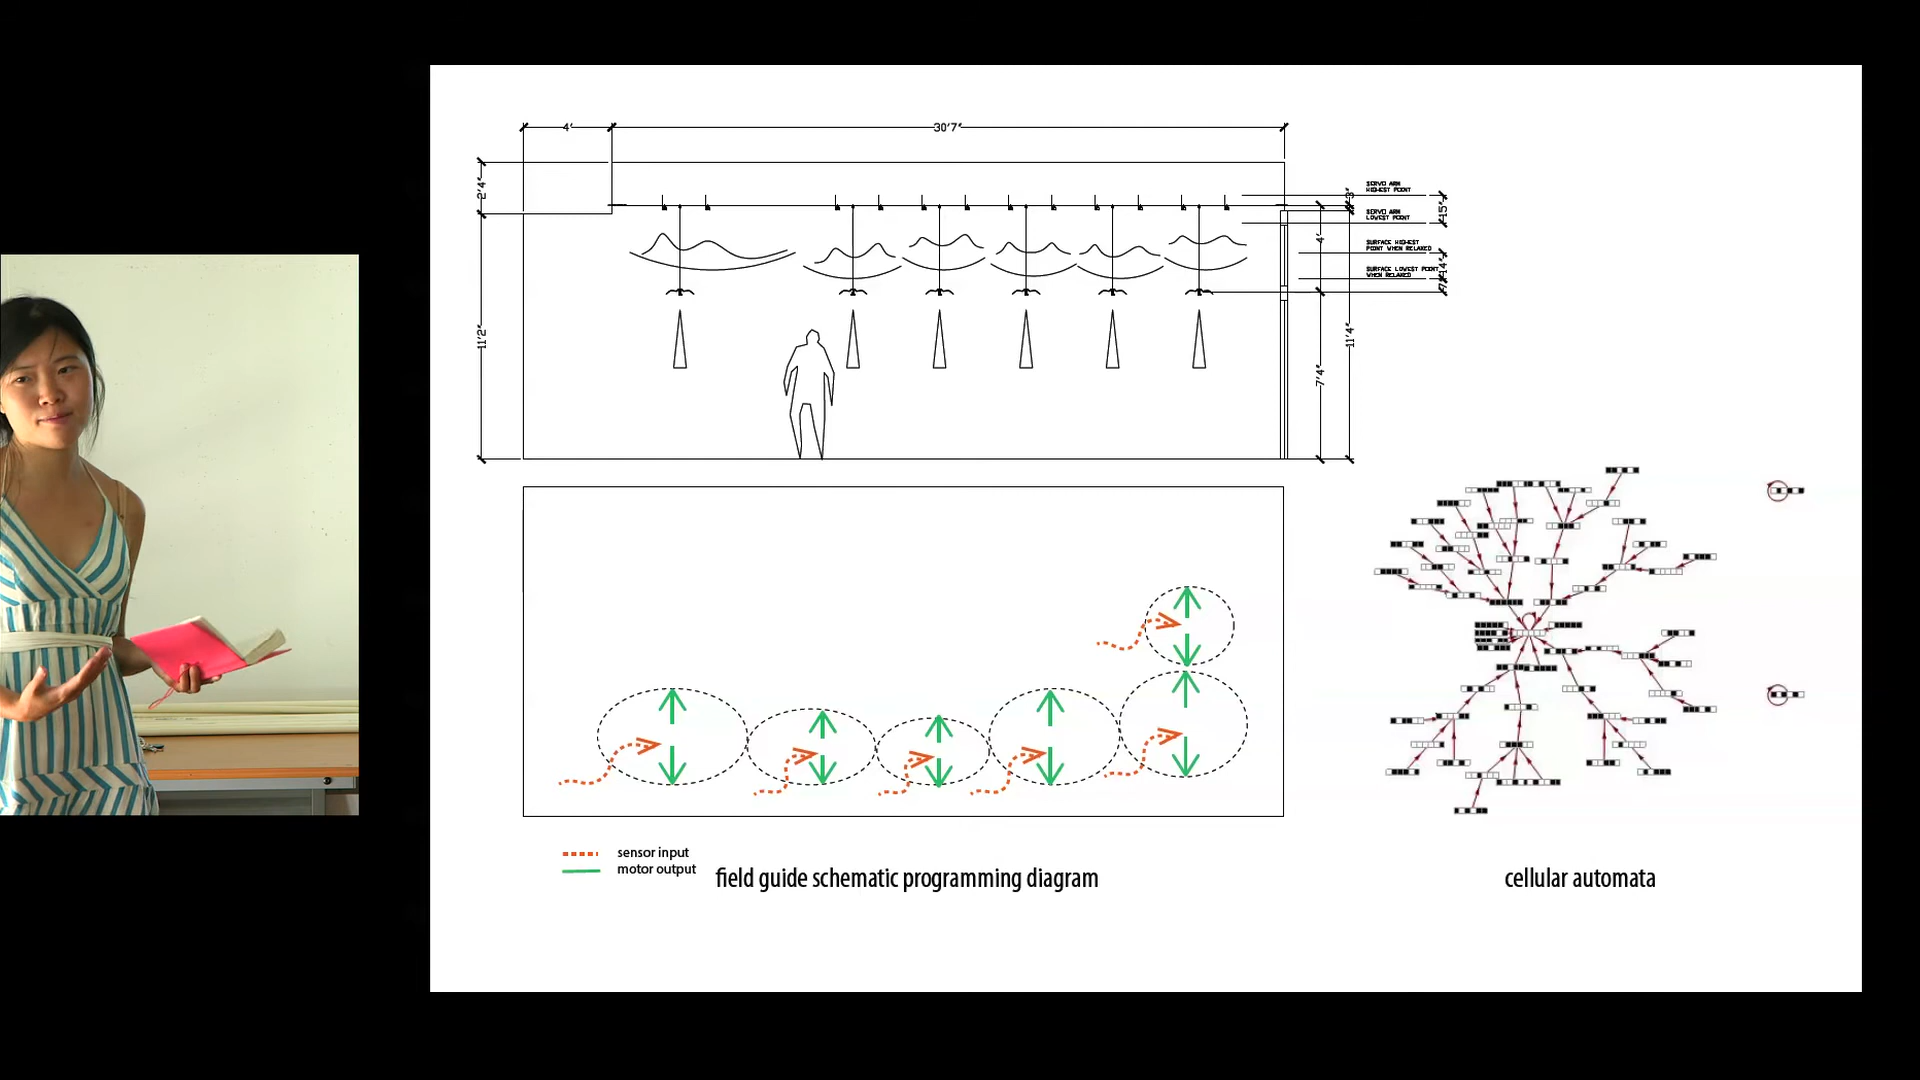 4'
30'7"
2'4"
11'2"
SERVO ARM
HIGHEST POINT
SERVO ARM
LOWEST POINT
SURFACE HIGHEST
POINT WHEN RELAXED
SURFACE LOWEST POINT
WHEN RELAXED
3"
15"
4'
14"
11'4"
7'4"
sensor input
motor output
field guide schematic programming diagram
cellular automata